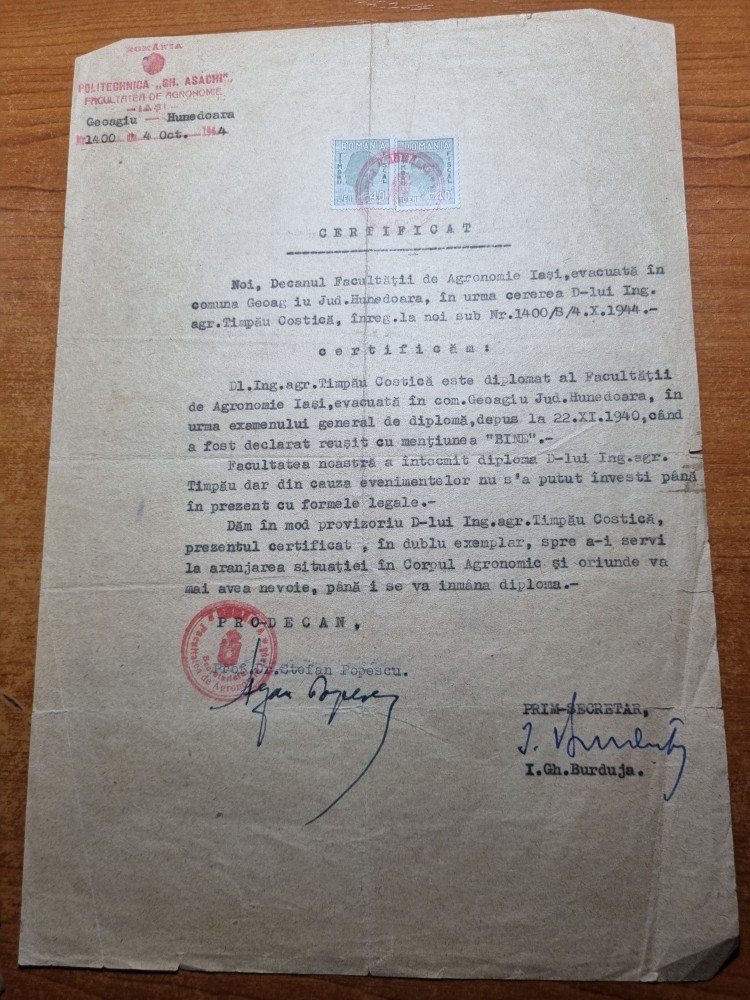 ROMÂNIA
POLITECHNICA „GH. ASACHI"
FACULTATEA DE AGRONOMIE
— IAŞI —
Geoagiu — Hunedoara
Nr. 1400 din 4 Oct. 1944
ROMANIA ROMANIA
TIMBRU FISCAL TIMBRU FISCAL
CERTIFICAT
Noi, Decanul Facultăţii de Agronomie Iaşi,evacuată în
comuna Geoag iu Jud.Hunedoara, în urma cererea D-lui Ing.
agr.Timpău Costică, înreg.la noi sub Nr.1400/S/4.X.1944.-
certificăm:
Dl.Ing.agr.Timpău Costică este diplomat al Facultăţii
de Agronomie Iaşi,evacuată în com.Geoagiu Jud.Hunedoara, în
urma examenului general de diplomă,depus la 22.XI.1940,când
a fost declarat reuşit cu menţiunea "BINE".-
Facultatea noastră a întocmit diploma D-lui Ing.agr.
Timpău dar din cauza evenimentelor nu s'a putut învesti până
în prezent cu formele legale.-
Dăm în mod provizoriu D-lui Ing.agr.Timpău Costică,
prezentul certificat , în dublu exemplar, spre a-i servi
la aranjarea situaţiei în Corpul Agronomic şi oriunde va
mai avea nevoie, până i se va înmâna diploma.-
PRO-DECAN,
Prof.Dr.Ştefan Popescu.
PRIM-SECRETAR,
I.Gh.Burduja.